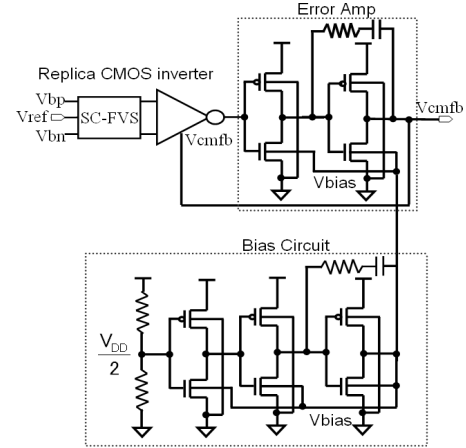 Error Amp
Replica CMOS inverter
Vbp
Vref
Vbn
SC-FVS
Vcmfb
Vcmfb
Vbias
Bias Circuit
V_DD
2
Vbias